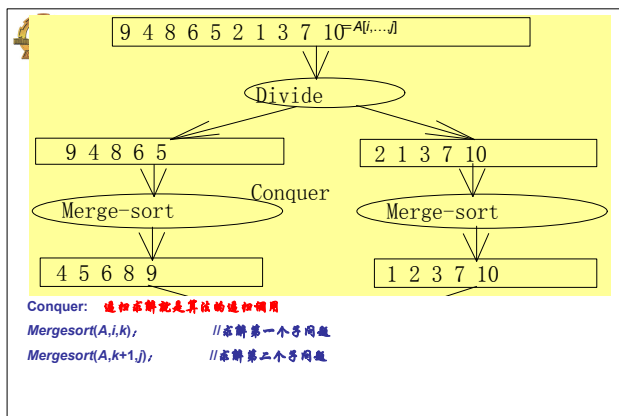 9 4 8 6 5 2 1 3 7 10 = A[i,…,j]
Divide
9 4 8 6 5
2 1 3 7 10
Conquer
Merge-sort
Merge-sort
4 5 6 8 9
1 2 3 7 10
Conquer: 递归求解就是算法的递归调用
Mergesort(A,i,k); //求解第一个子问题
Mergesort(A,k+1,j); //求解第二个子问题